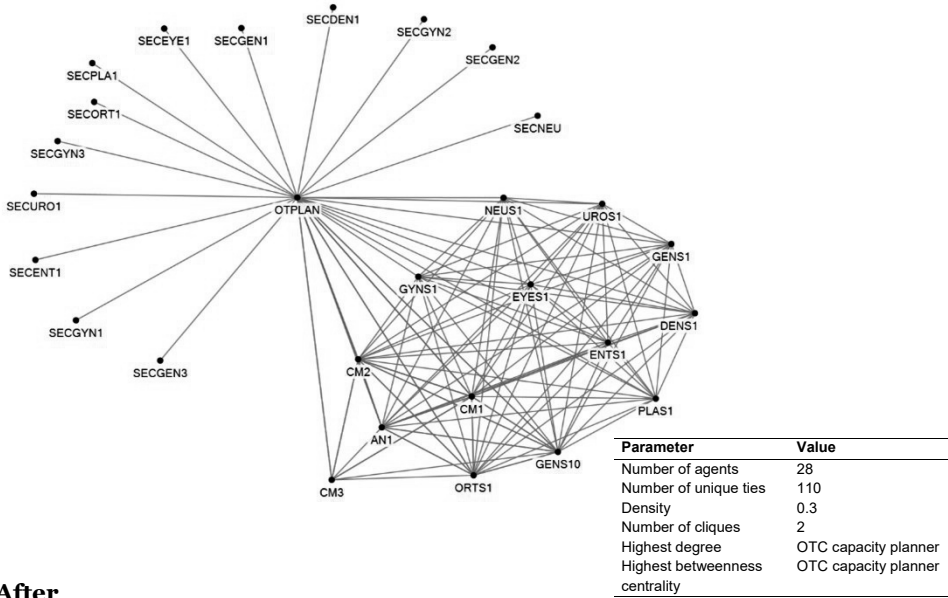 SECDEN1
SECEYE1 SECGEN1
SECGYN2
SECGEN2
SECPLA1
SECORT1
SECNEU
SECGYN3
SECURO1
OTPLAN
NEUS1
UROS1
GENS1
SECENT1
GYNS1
EYES1
SECGYN1
DENS1
ENTS1
SECGEN3
CM2
CM1
PLAS1
AN1
GENS10
CM3
ORTS1
Parameter Value
Number of agents 28
Number of unique ties 110
Density 0.3
Number of cliques 2
Highest degree OTC capacity planner
Highest betweenness OTC capacity planner
centrality
After